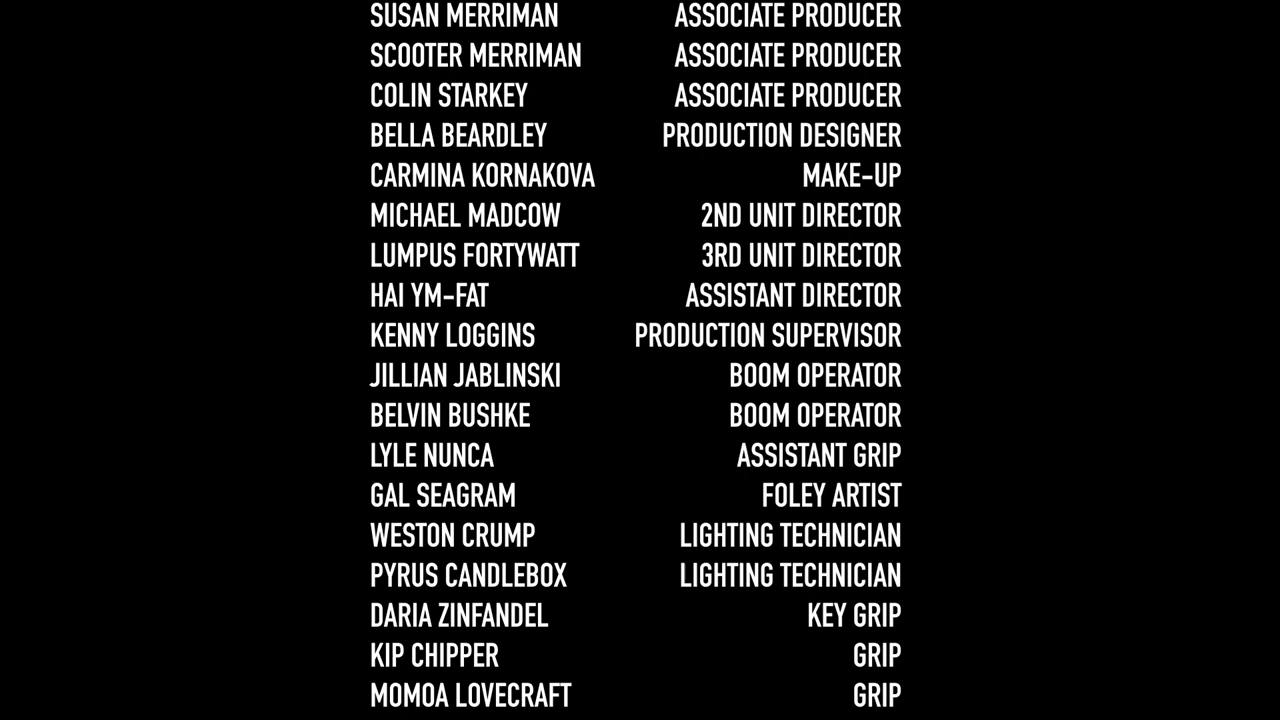 SUSAN MERRIMAN ASSOCIATE PRODUCER
SCOOTER MERRIMAN ASSOCIATE PRODUCER
COLIN STARKEY ASSOCIATE PRODUCER
BELLA BEARDLEY PRODUCTION DESIGNER
CARMINA KORNAKOVA MAKE-UP
MICHAEL MADCOW 2ND UNIT DIRECTOR
LUMPUS FORTYWATT 3RD UNIT DIRECTOR
HAI YM-FAT ASSISTANT DIRECTOR
KENNY LOGGINS PRODUCTION SUPERVISOR
JILLIAN JABLINSKI BOOM OPERATOR
BELVIN BUSHKE BOOM OPERATOR
LYLE NUNCA ASSISTANT GRIP
GAL SEAGRAM FOLEY ARTIST
WESTON CRUMP LIGHTING TECHNICIAN
PYRUS CANDLEBOX LIGHTING TECHNICIAN
DARIA ZINFANDEL KEY GRIP
KIP CHIPPER GRIP
MOMOA LOVECRAFT GRIP